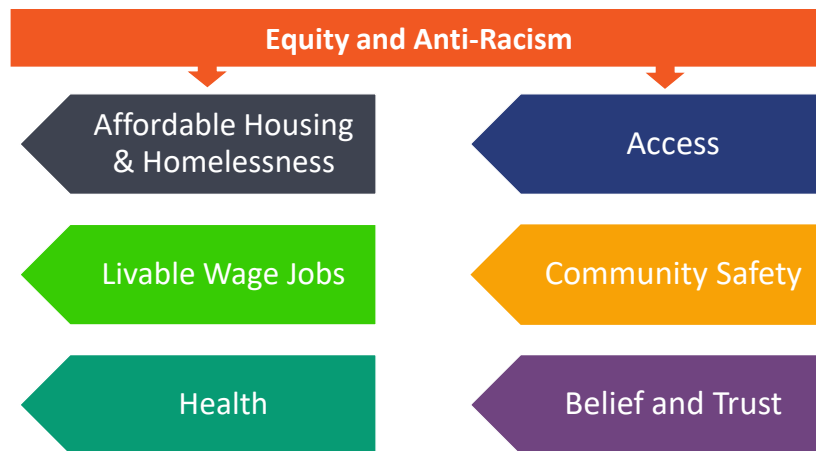 Equity and Anti-Racism
Affordable Housing
& Homelessness
Access
Livable Wage Jobs
Community Safety
Health
Belief and Trust